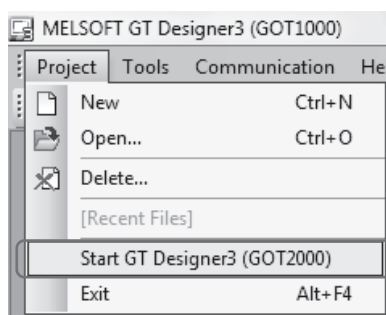 MELSOFT GT Designer3 (GOT1000)
Project Tools Communication He
New Ctrl+N
Open... Ctrl+O
Delete...
[Recent Files]
Start GT Designer3 (GOT2000)
Exit Alt+F4